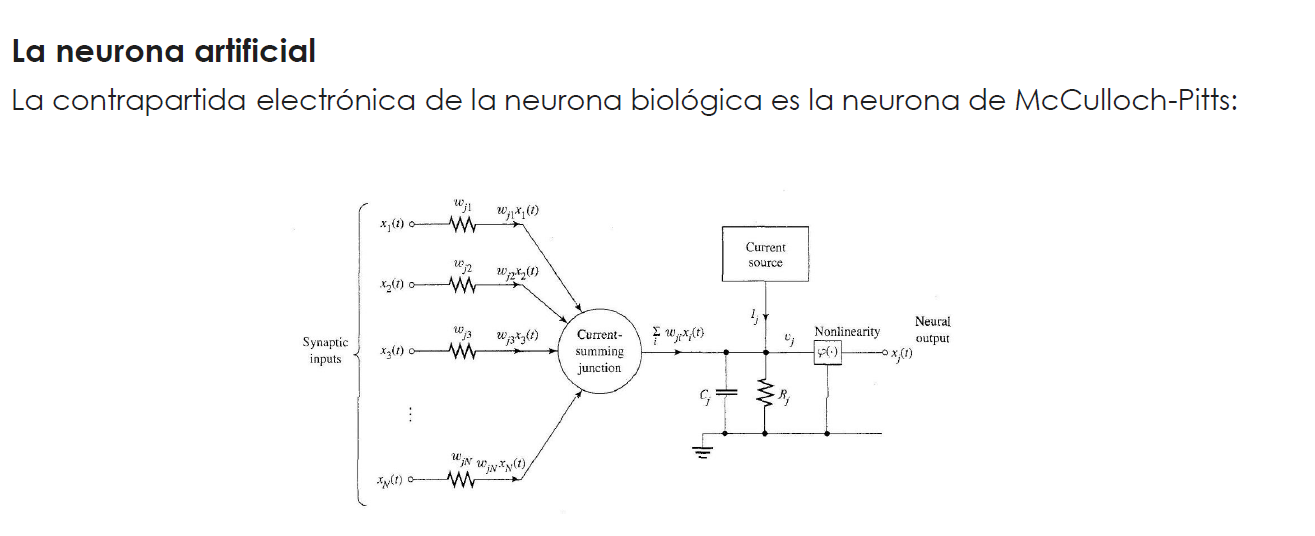 La neurona artificial
La contrapartida electrónica de la neurona biológica es la neurona de McCulloch-Pitts:
w_{j1}
w_{j1}x_1(t)
x_1(t)
w_{j2}
w_{j2}x_2(t)
x_2(t)
Current
source
w_{j3}
w_{j3}x_3(t)
x_3(t)
Synaptic
inputs
Current-
summing
junction
Σ_i w_{ji}x_i(t)
I_j
v_j
Nonlinearity
φ(·)
Neural
output
x_j(t)
C_j
R_j
⋮
w_{jN}
w_{jN}x_N(t)
x_N(t)